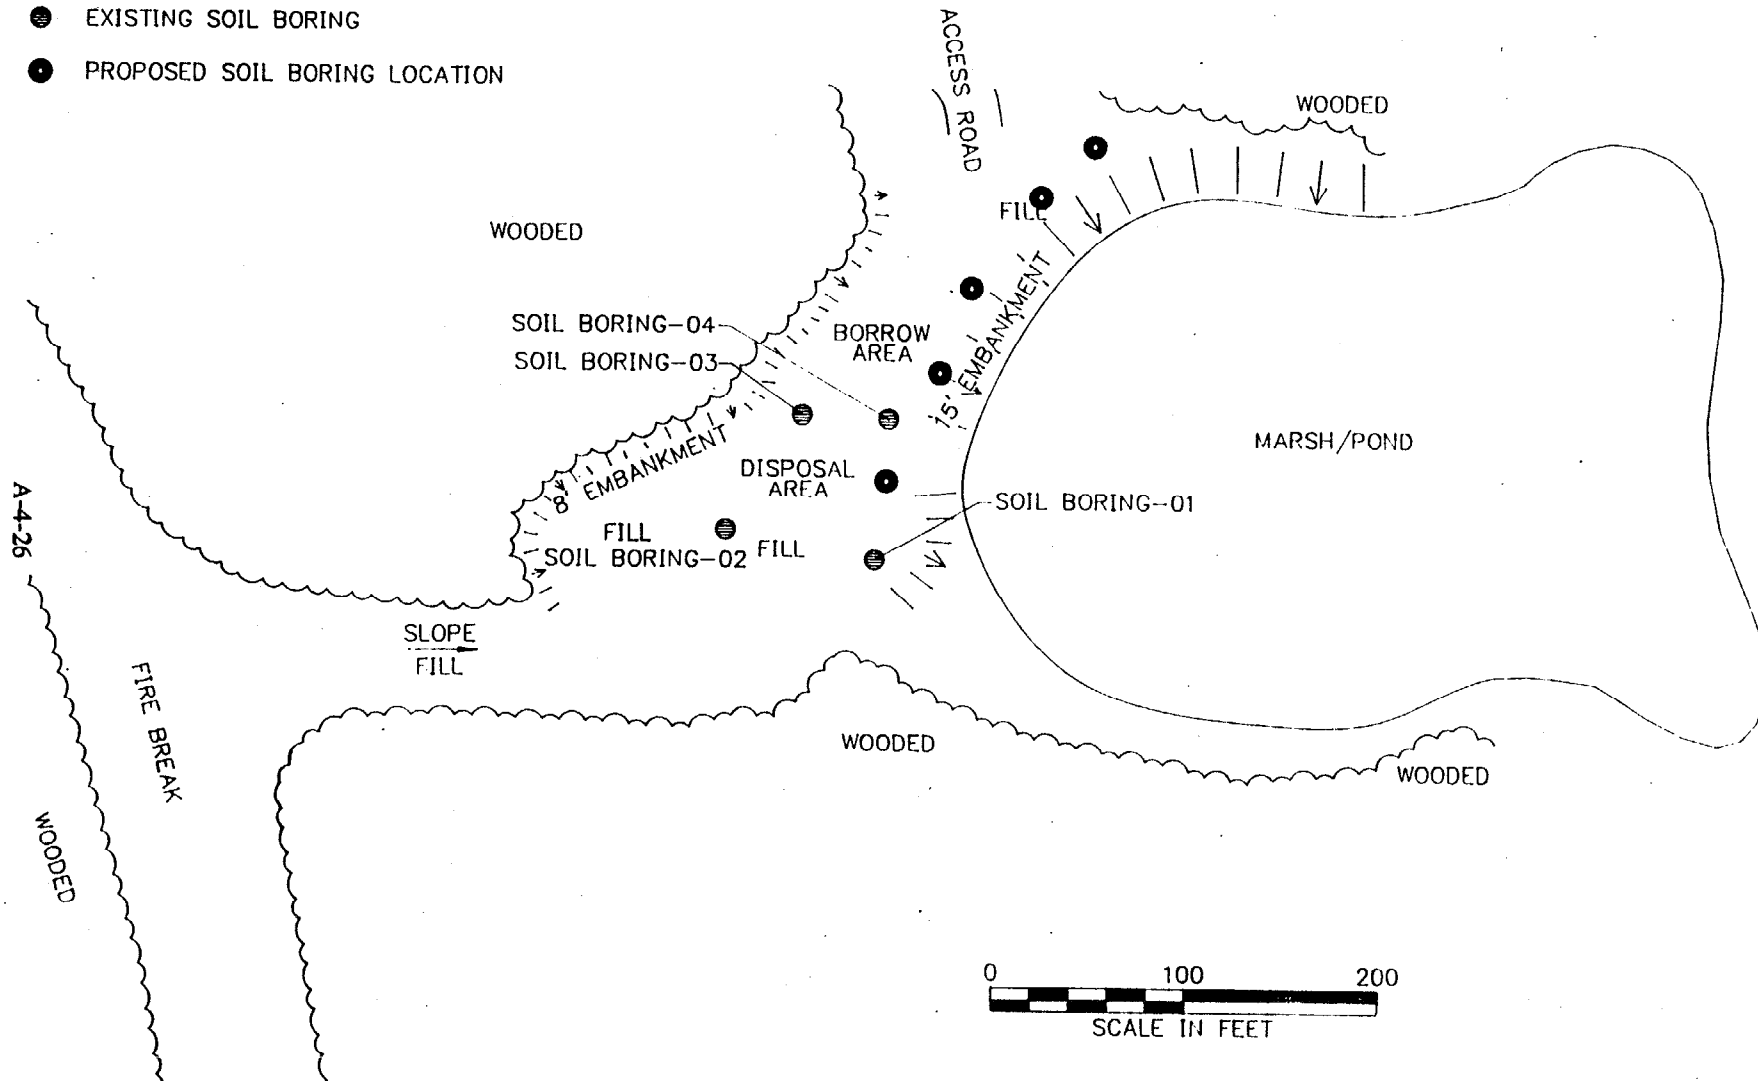 EXISTING SOIL BORING
PROPOSED SOIL BORING LOCATION
ACCESS ROAD
WOODED
WOODED
FILL
SOIL BORING-04
SOIL BORING-03
BORROW
AREA
15' EMBANKMENT
MARSH/POND
8' EMBANKMENT
DISPOSAL
AREA
SOIL BORING-01
A-4-26
FILL
SOIL BORING-02
FILL
SLOPE
FILL
FIRE BREAK
WOODED
WOODED
WOODED
0 100 200
SCALE IN FEET